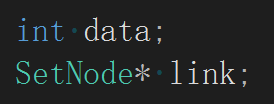 int data;
SetNode* link;